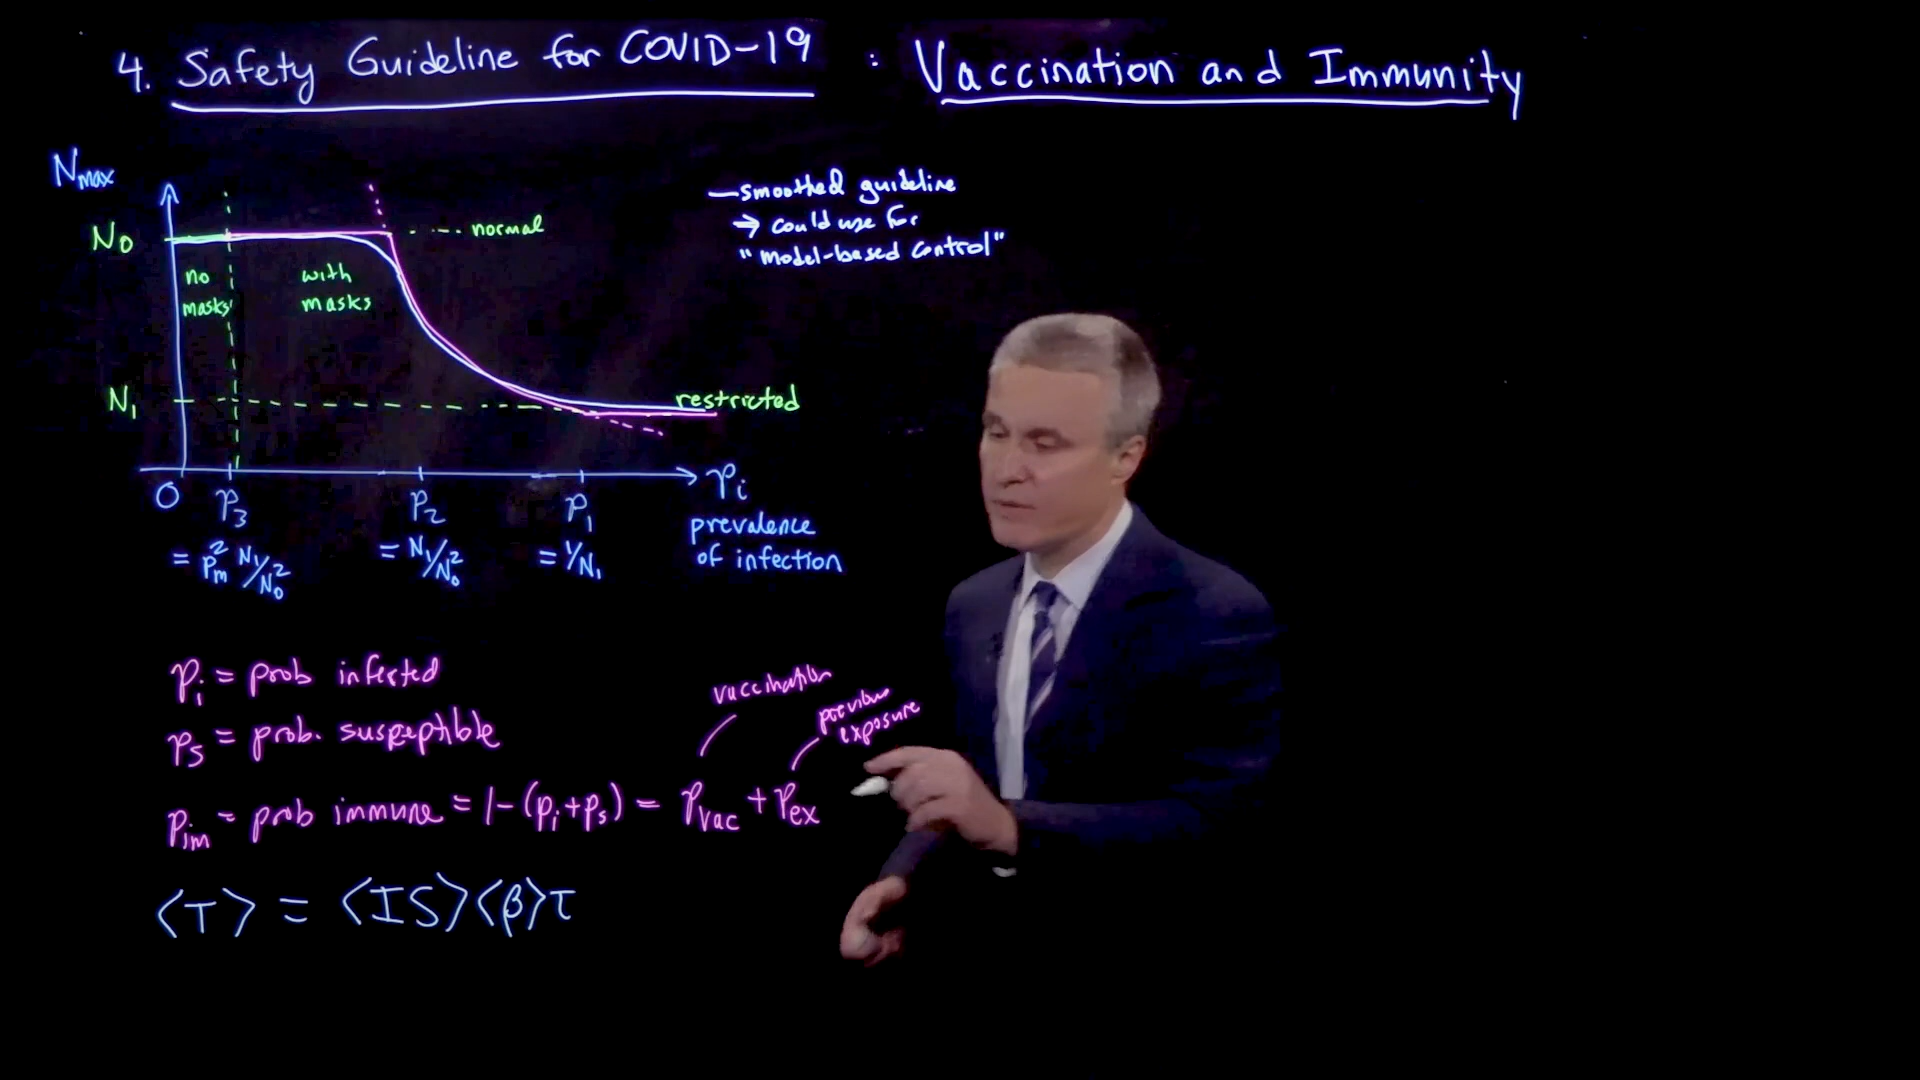 4. Safety Guideline for COVID-19 : Vaccination and Immunity
Nmax
N0
normal
no masks
with masks
N1
restricted
— smoothed guideline
→ could use for
"model-based control"
0 p3 p2 p1 pi
= pm² N1/N0² = N1/N0² = 1/N1
prevalence
of infection
pi = prob infected
ps = prob. suspeptible
vaccination
previous
exposure
pim = prob immune = 1-(pi+ps) = pvac + pex
⟨T⟩ = ⟨IS⟩⟨β⟩τ